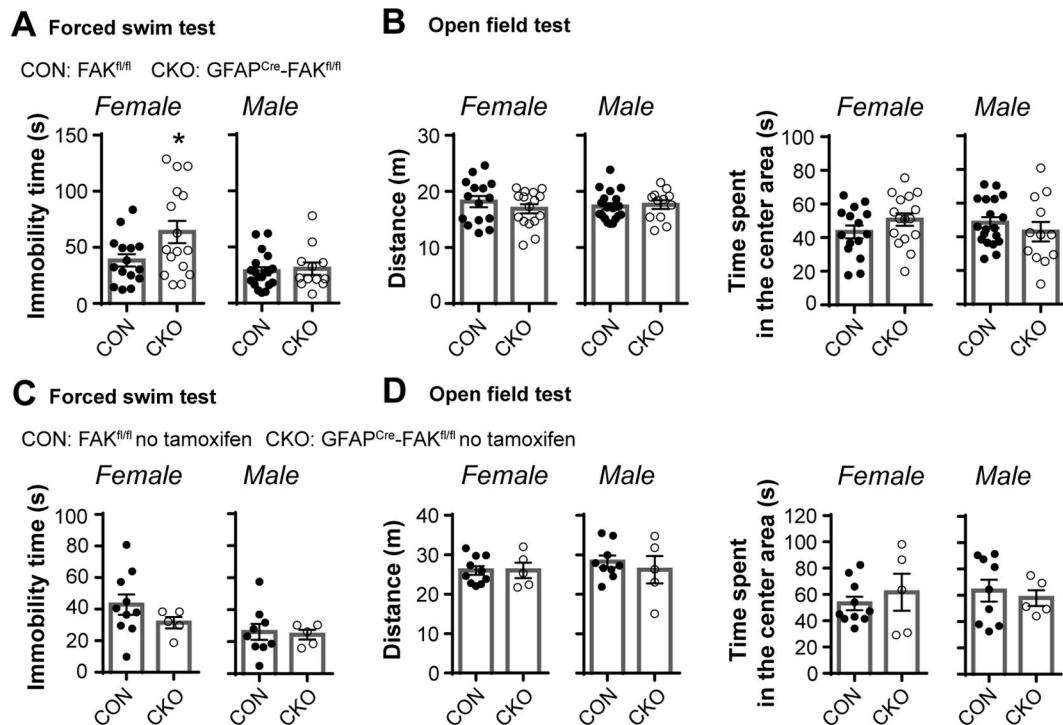 A Forced swim test
B Open field test
CON: FAKfl/fl CKO: GFAPCre-FAKfl/fl
Female Male
Immobility time (s)
150
100
50
0
CON CKO CON CKO
*
Female Male
Distance (m)
30
20
10
0
CON CKO CON CKO
Female Male
Time spent
in the center area (s)
100
80
60
40
20
0
CON CKO CON CKO
C Forced swim test
D Open field test
CON: FAKfl/fl no tamoxifen CKO: GFAPCre-FAKfl/fl no tamoxifen
Female Male
Immobility time (s)
100
80
60
40
20
0
CON CKO CON CKO
Female Male
Distance (m)
40
30
20
10
0
CON CKO CON CKO
Female Male
Time spent
in the center area (s)
120
100
80
60
40
20
0
CON CKO CON CKO